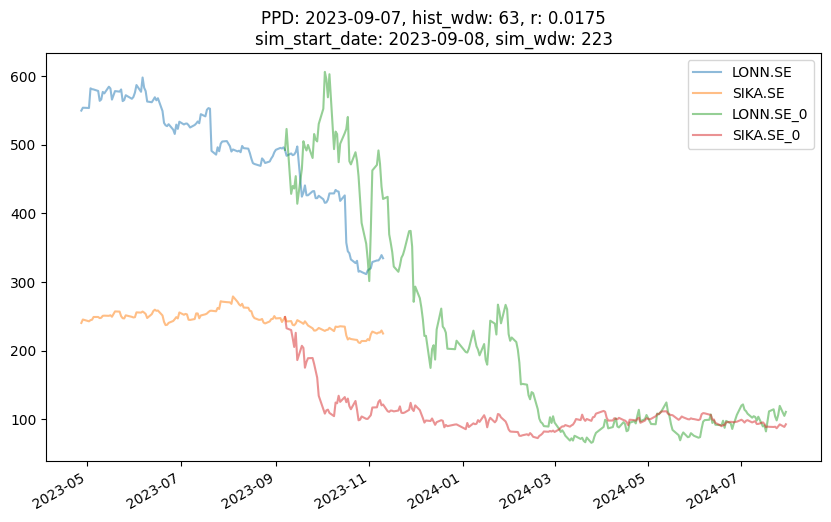 PPD: 2023-09-07, hist_wdw: 63, r: 0.0175
sim_start_date: 2023-09-08, sim_wdw: 223
LONN.SE
SIKA.SE
LONN.SE_0
SIKA.SE_0
600
500
400
300
200
100
2023-05
2023-07
2023-09
2023-11
2024-01
2024-03
2024-05
2024-07